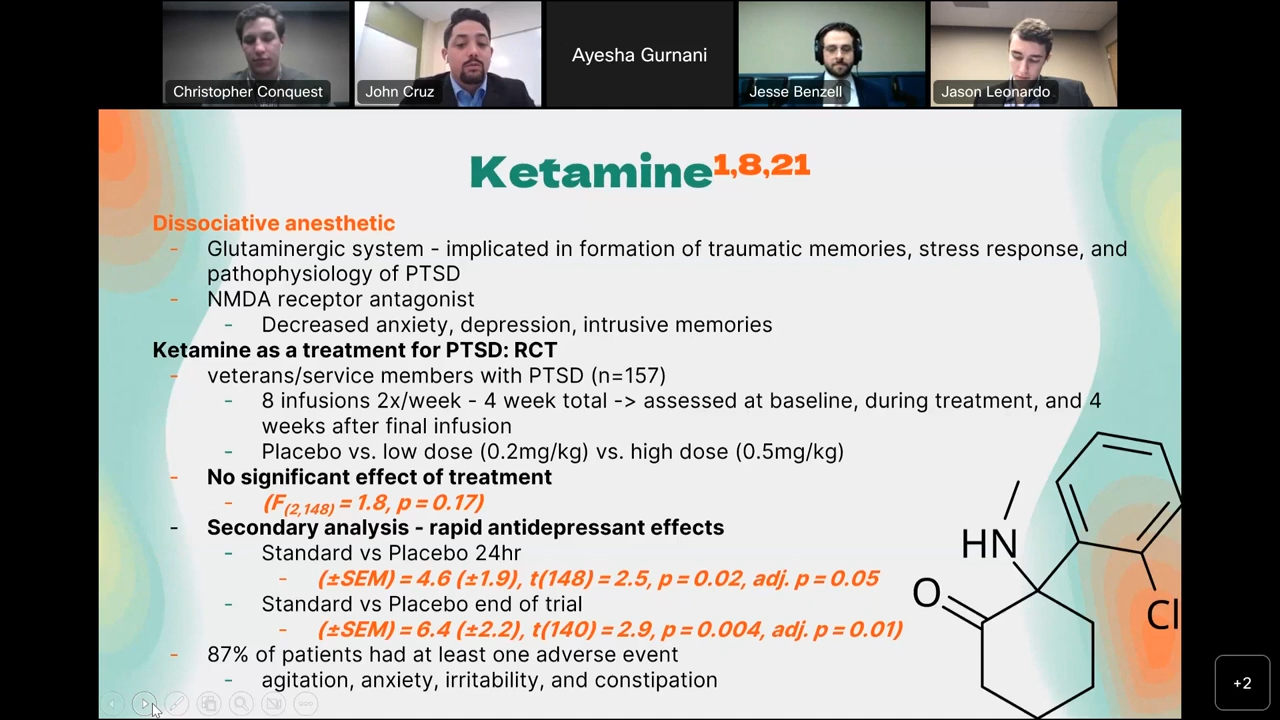 Christopher Conquest
John Cruz
Ayesha Gurnani
Jesse Benzell
Jason Leonardo
Ketamine1,8,21
Dissociative anesthetic
- Glutaminergic system - implicated in formation of traumatic memories, stress response, and
pathophysiology of PTSD
- NMDA receptor antagonist
- Decreased anxiety, depression, intrusive memories
Ketamine as a treatment for PTSD: RCT
- veterans/service members with PTSD (n=157)
- 8 infusions 2x/week - 4 week total -> assessed at baseline, during treatment, and 4
weeks after final infusion
- Placebo vs. low dose (0.2mg/kg) vs. high dose (0.5mg/kg)
- No significant effect of treatment
- (F(2,148) = 1.8, p = 0.17)
- Secondary analysis - rapid antidepressant effects
- Standard vs Placebo 24hr
- (±SEM) = 4.6 (±1.9), t(148) = 2.5, p = 0.02, adj. p = 0.05
- Standard vs Placebo end of trial
- (±SEM) = 6.4 (±2.2), t(140) = 2.9, p = 0.004, adj. p = 0.01)
- 87% of patients had at least one adverse event
- agitation, anxiety, irritability, and constipation
HN
O
Cl
+2